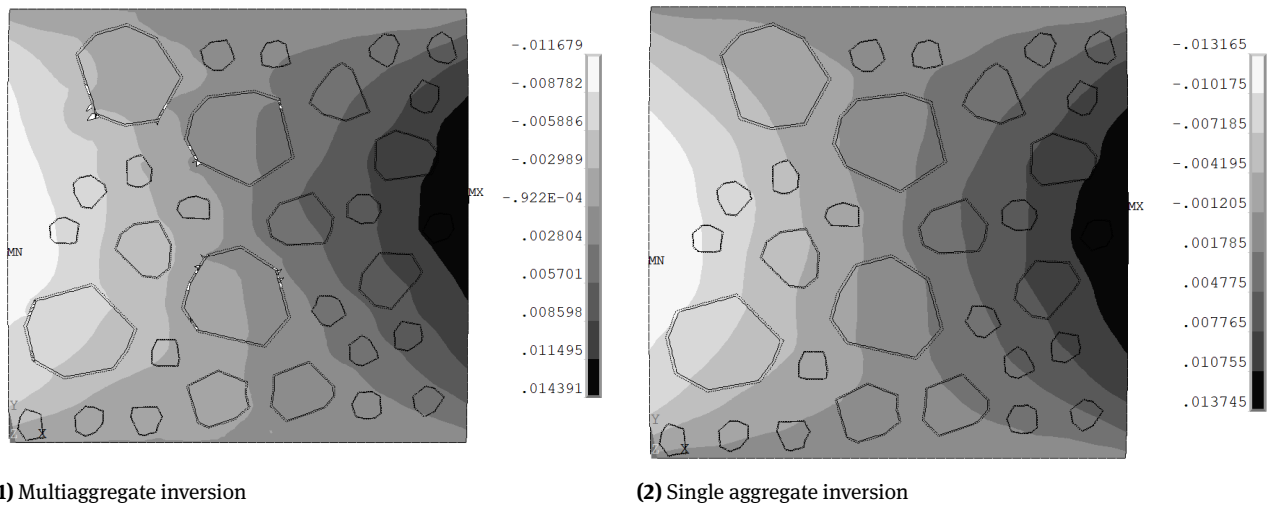 -.011679
-.008782
-.005886
-.002989
-.922E-04
.002804
.005701
.008598
.011495
.014391
MX
MN
Y
X
-.013165
-.010175
-.007185
-.004195
-.001205
.001785
.004775
.007765
.010755
.013745
MX
MN
Y
Z
X
1) Multiaggregate inversion
(2) Single aggregate inversion